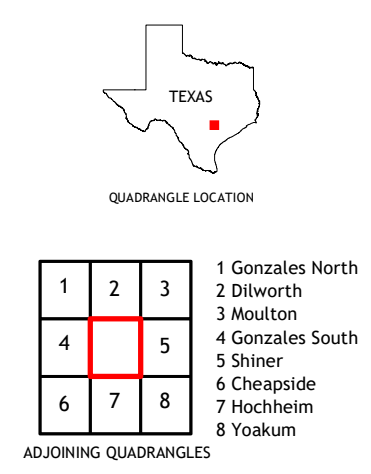 TEXAS
QUADRANGLE LOCATION
1 2 3
4 5
6 7 8
1 Gonzales North
2 Dilworth
3 Moulton
4 Gonzales South
5 Shiner
6 Cheapside
7 Hochheim
8 Yoakum
ADJOINING QUADRANGLES